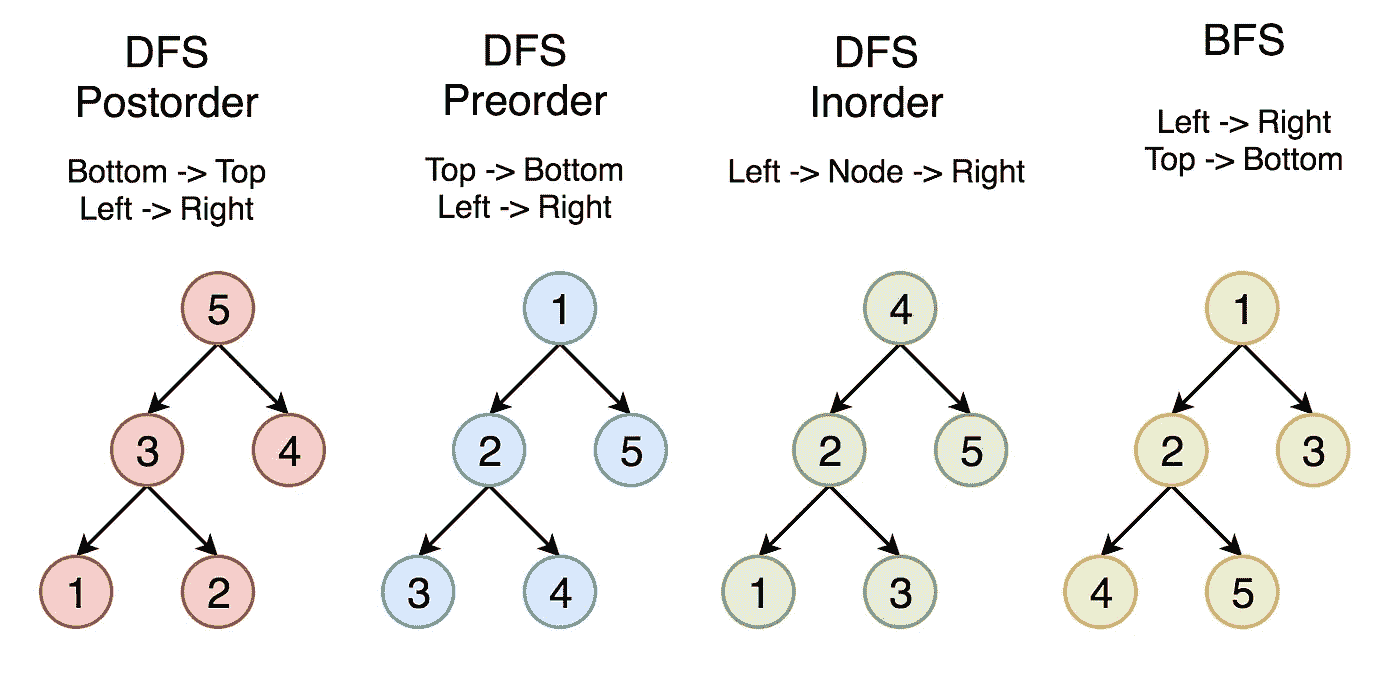 DFS
Postorder
Bottom -> Top
Left -> Right
5
3
4
1
2
DFS
Preorder
Top -> Bottom
Left -> Right
1
2
5
3
4
DFS
Inorder
Left -> Node -> Right
4
2
5
1
3
BFS
Left -> Right
Top -> Bottom
1
2
3
4
5